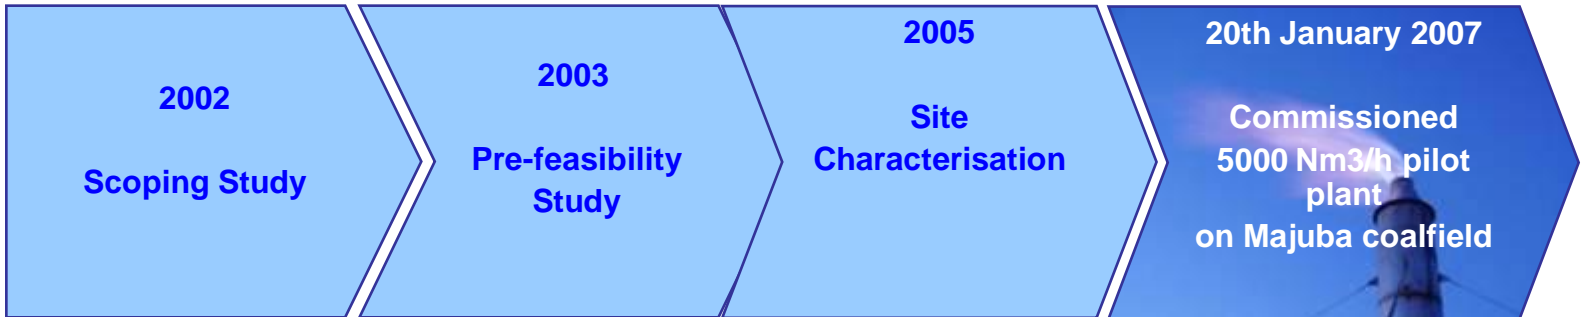 2002
Scoping Study
2003
Pre-feasibility
Study
2005
Site
Characterisation
20th January 2007
Commissioned
5000 Nm3/h pilot
plant
on Majuba coalfield